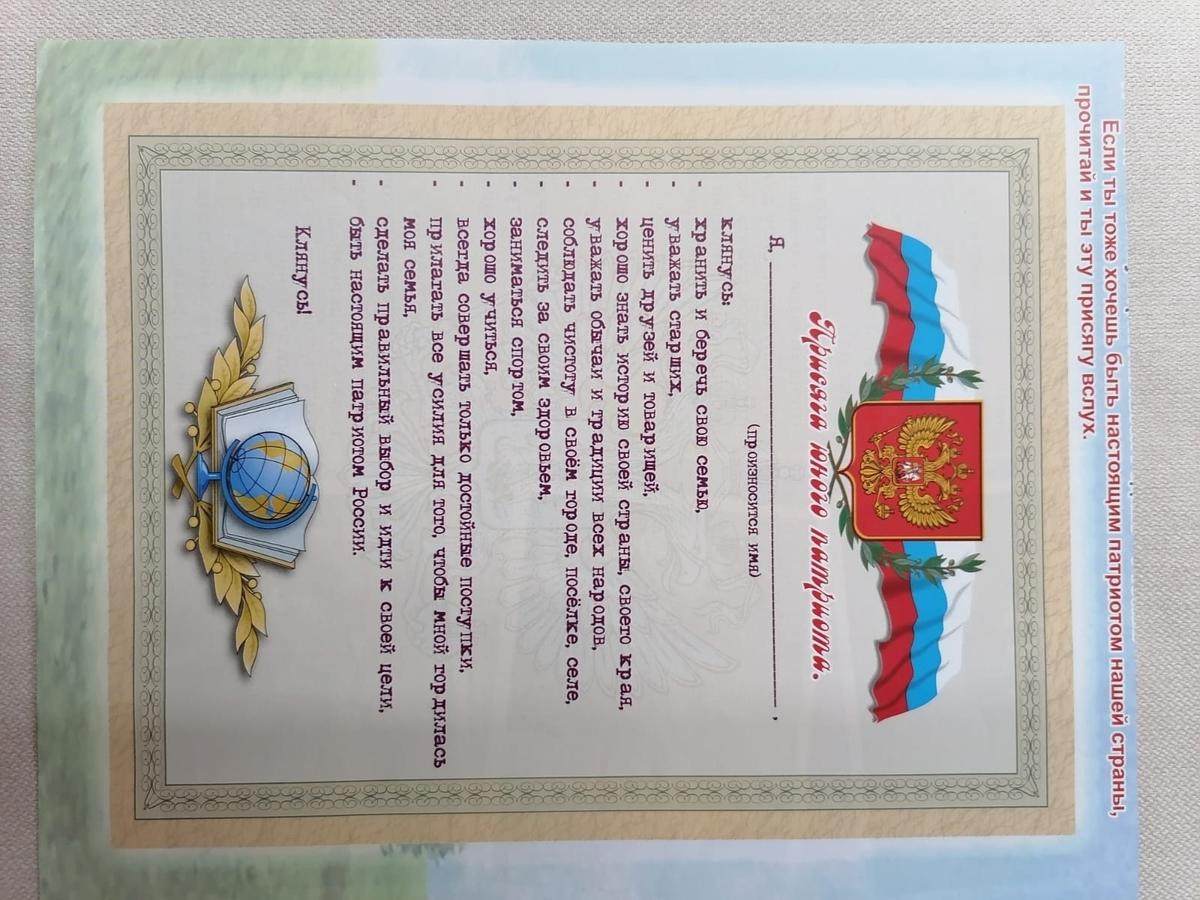 Если ты тоже хочешь быть настоящим патриотом нашей страны,
прочитай и ты эту присягу вслух.
Присяга юного патриота.
Я, ____________________________________,
(произносится имя)
клянусь:
- хранить и беречь свою семью,
- уважать старших,
- ценить друзей и товарищей,
- хорошо знать историю своей страны, своего края,
- уважать обычаи и традиции всех народов,
- соблюдать чистоту в своём городе, посёлке, селе,
- следить за своим здоровьем,
- заниматься спортом,
- хорошо учиться,
- всегда совершать только достойные поступки,
- прилагать все усилия для того, чтобы мной гордилась
моя семья,
- сделать правильный выбор и идти к своей цели,
- быть настоящим патриотом России.
Клянусь!